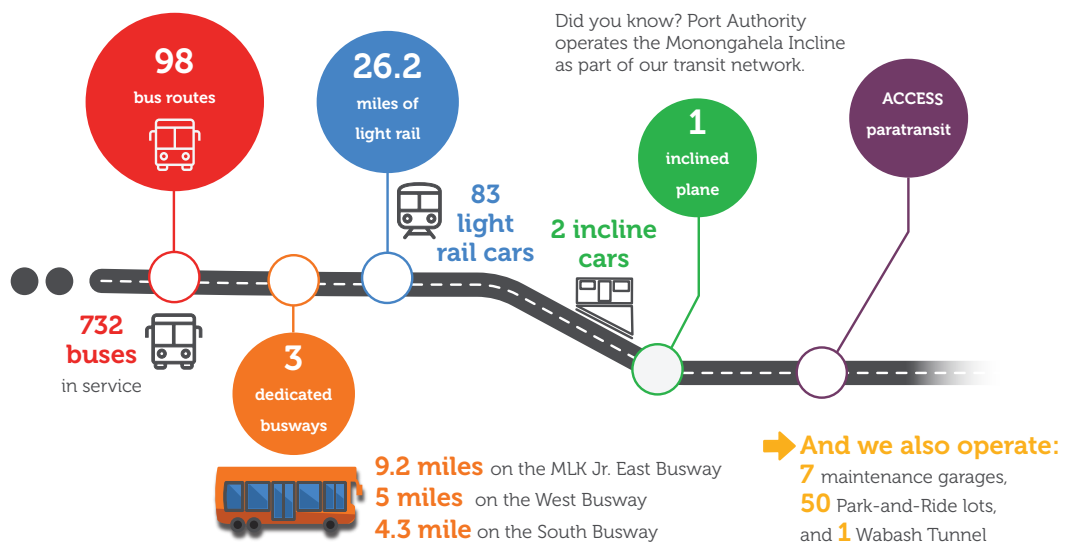 Did you know? Port Authority
operates the Monongahela Incline
as part of our transit network.
98
bus routes
26.2
miles of
light rail
1
inclined
plane
ACCESS
paratransit
83
light
rail cars
2 incline
cars
732
buses
in service
3
dedicated
busways
9.2 miles on the MLK Jr. East Busway
5 miles on the West Busway
4.3 mile on the South Busway
And we also operate:
7 maintenance garages,
50 Park-and-Ride lots,
and 1 Wabash Tunnel